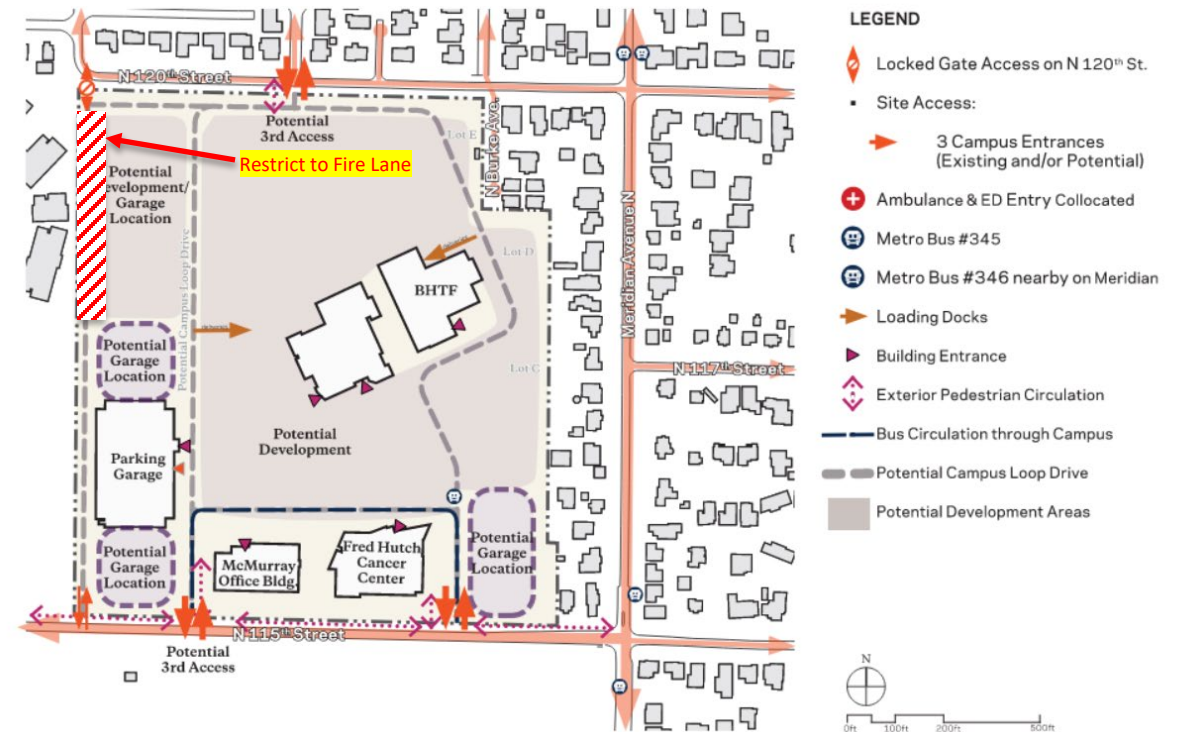 LEGEND
Locked Gate Access on N 120th St.
Site Access:
3 Campus Entrances
(Existing and/or Potential)
Ambulance & ED Entry Collocated
Metro Bus #345
Metro Bus #346 nearby on Meridian
Loading Docks
Building Entrance
Exterior Pedestrian Circulation
Bus Circulation through Campus
Potential Campus Loop Drive
Potential Development Areas
N 120th Street
Potential
3rd Access
Restrict to Fire Lane
Potential
evelopment/
Garage
Location
Lot E
N Burke Ave.
Meridian Avenue N
Lot D
BHTF
Potential Campus Loop Drive
Potential
Garage
Location
Lot C
N 117th Street
Potential
Development
Parking
Garage
Potential
Garage
Location
McMurray
Office Bldg.
Fred Hutch
Cancer
Center
Potential
Garage
Location
N 115th Street
Potential
3rd Access
N
0ft 100ft 200ft 500ft